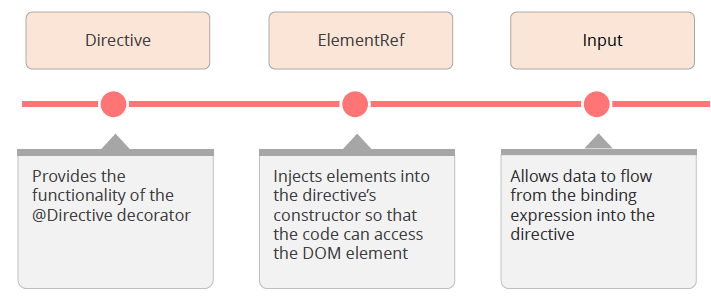 Directive
ElementRef
Input
Provides the
functionality of the
@Directive decorator
Injects elements into
the directive’s
constructor so that
the code can access
the DOM element
Allows data to flow
from the binding
expression into the
directive